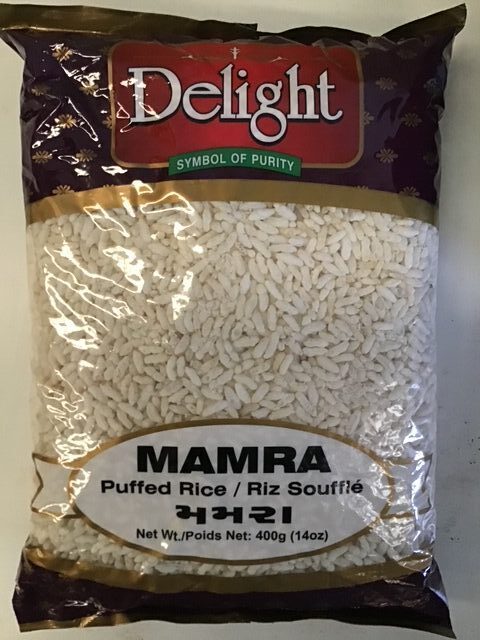 Delight
SYMBOL OF PURITY
MAMRA
Puffed Rice / Riz Soufflé
મમરા
Net Wt./Poids Net: 400g (14oz)